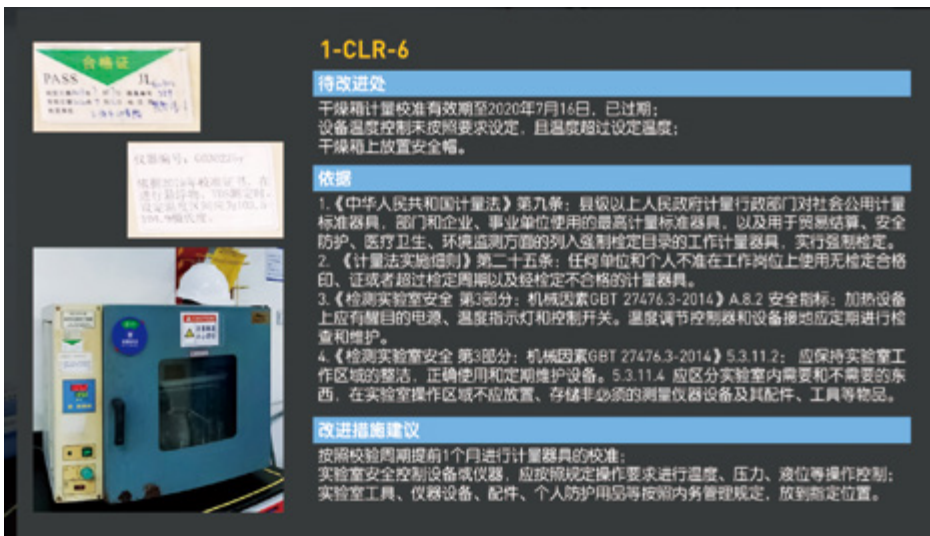 合格证
PASS
1-CLR-6
待改进处
干燥箱计量校准有效期至2020年7月16日，已过期；
设备温度控制未按照要求设定，且温度超过设定温度；
干燥箱上放置安全帽。
依据
1.《中华人民共和国计量法》第九条：县级以上人民政府计量行政部门对社会公用计量
标准器具，部门和企业、事业单位使用的最高计量标准器具，以及用于贸易结算、安全
防护、医疗卫生、环境监测方面的列入强制检定目录的工作计量器具，实行强制检定。
2. 《计量法实施细则》第二十五条：任何单位和个人不准在工作岗位上使用无检定合格
印、证或者超过检定周期以及经检定不合格的计量器具。
3.《检测实验室安全 第3部分：机械因素GBT 27476.3-2014》A.8.2 安全指标：加热设备
上应有醒目的电源、温度指示灯和控制开关。温度调节控制器和设备接地应定期进行检
查和维护。
4.《检测实验室安全 第3部分：机械因素GBT 27476.3-2014》5.3.11.2： 应保持实验室工
作区域的整洁，正确使用和定期维护设备。5.3.11.4 应区分实验室内需要和不需要的东
西，在实验室操作区域不应放置、存储非必须的测量仪器设备及其配件、工具等物品。
改进措施建议
按照校验周期提前1个月进行计量器具的校准；
实验室安全控制设备或仪器，应按照规定操作要求进行温度、压力、液位等操作控制；
实验室工具、仪器设备、配件、个人防护用品等按照内务管理规定，放到指定位置。